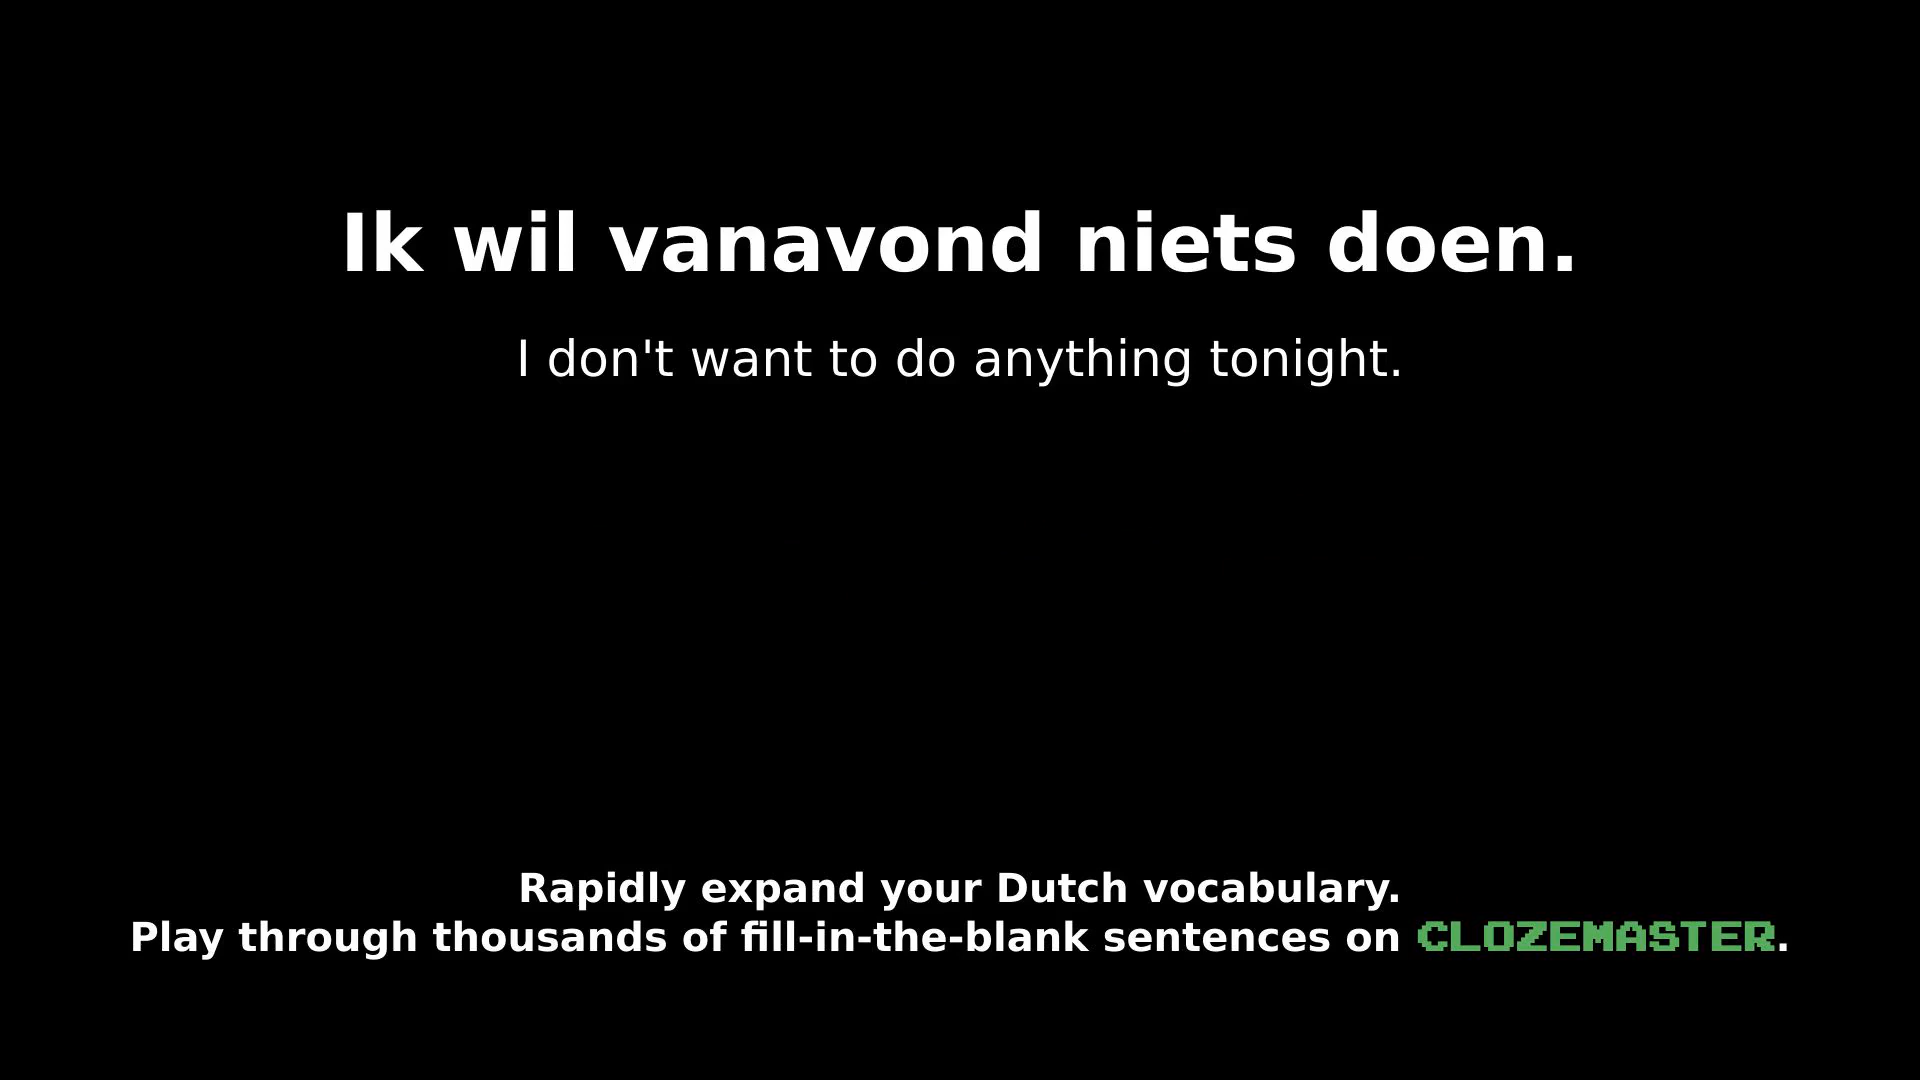 Ik wil vanavond niets doen.
I don't want to do anything tonight.
Rapidly expand your Dutch vocabulary.
Play through thousands of fill-in-the-blank sentences on CLOZEMASTER.